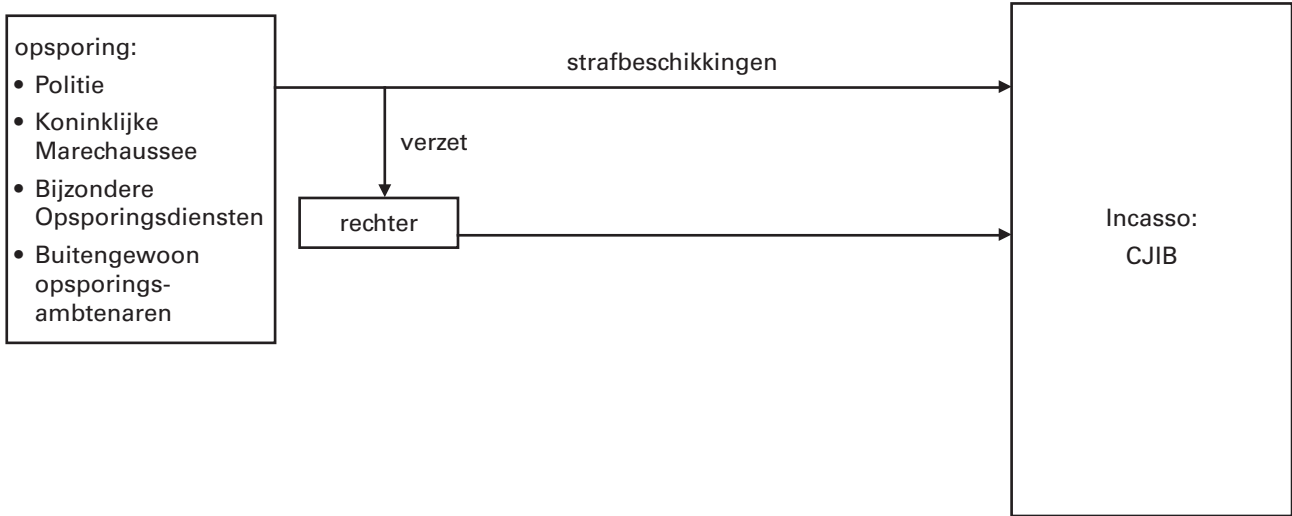 opsporing:
• Politie
• Koninklijke
Marechaussee
• Bijzondere
Opsporingsdiensten
• Buitengewoon
opsporings-
ambtenaren
strafbeschikkingen
verzet
rechter
Incasso:
CJIB